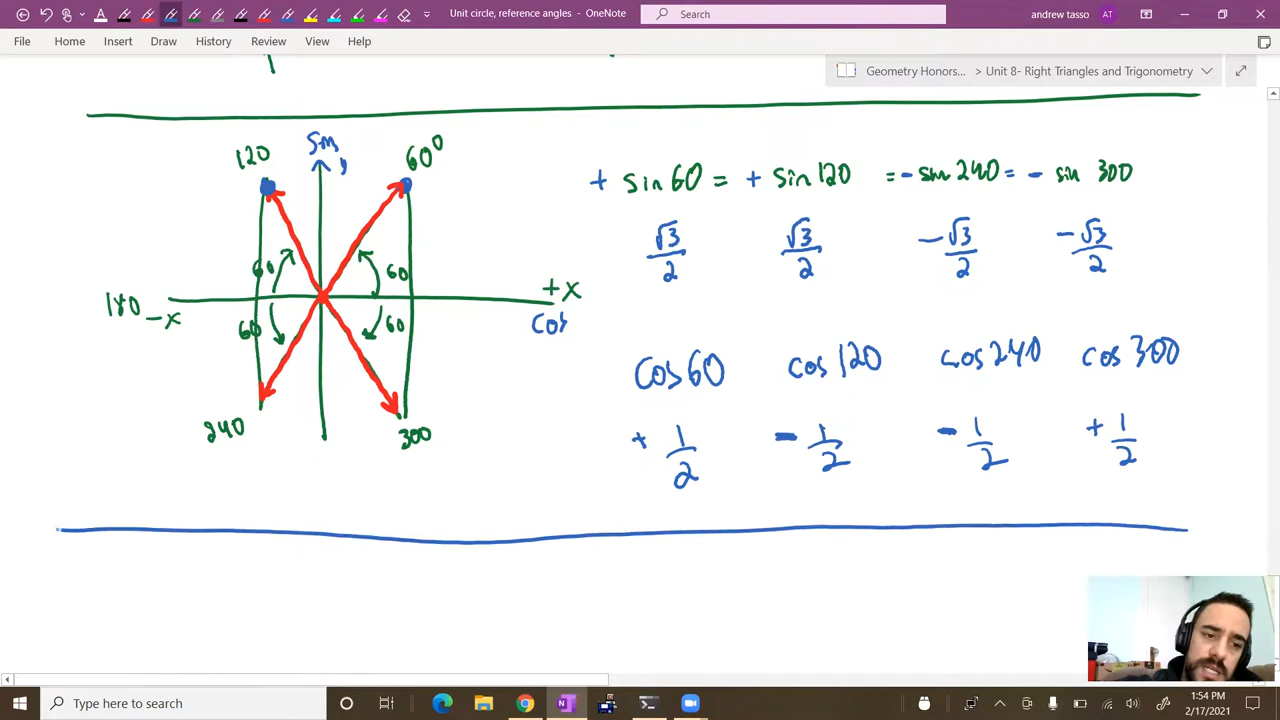 Unit circle, reference angles - OneNote
Search
andrew tasso
AT
File Home Insert Draw History Review View Help
Geometry Honors... > Unit 8- Right Triangles and Trigonometry
120
60⁰
+ sin 60 = + sin 120 = - sin 240 = - sin 300
√3/2 √3/2 -√3/2 -√3/2
60 60
180 -x
+x
cos
60 60
240
300
cos 60 cos 120 cos 240 cos 300
+ 1/2 - 1/2 - 1/2 + 1/2
Type here to search
1:54 PM
2/17/2021